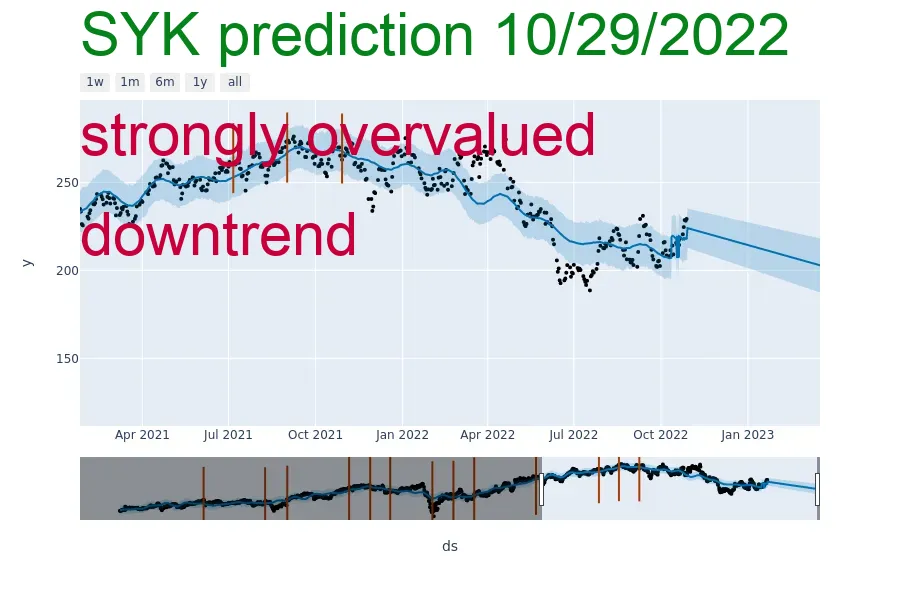 SYK prediction 10/29/2022
1w 1m 6m 1y all
strongly overvalued
250
downtrend
y
200
150
Apr 2021 Jul 2021 Oct 2021 Jan 2022 Apr 2022 Jul 2022 Oct 2022 Jan 2023
ds